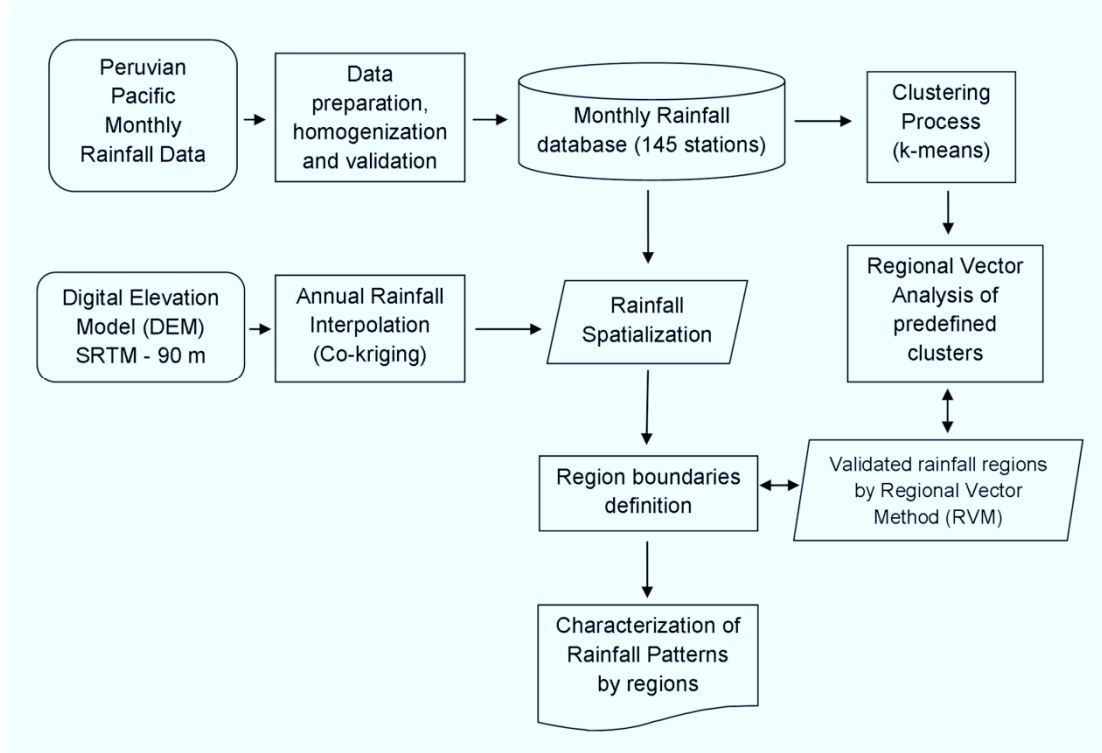 Peruvian
Pacific
Monthly
Rainfall Data
Data
preparation,
homogenization
and validation
Monthly Rainfall
database (145 stations)
Clustering
Process
(k-means)
Digital Elevation
Model (DEM)
SRTM - 90 m
Annual Rainfall
Interpolation
(Co-kriging)
Rainfall
Spatialization
Regional Vector
Analysis of
predefined
clusters
Region boundaries
definition
Validated rainfall regions
by Regional Vector
Method (RVM)
Characterization of
Rainfall Patterns
by regions